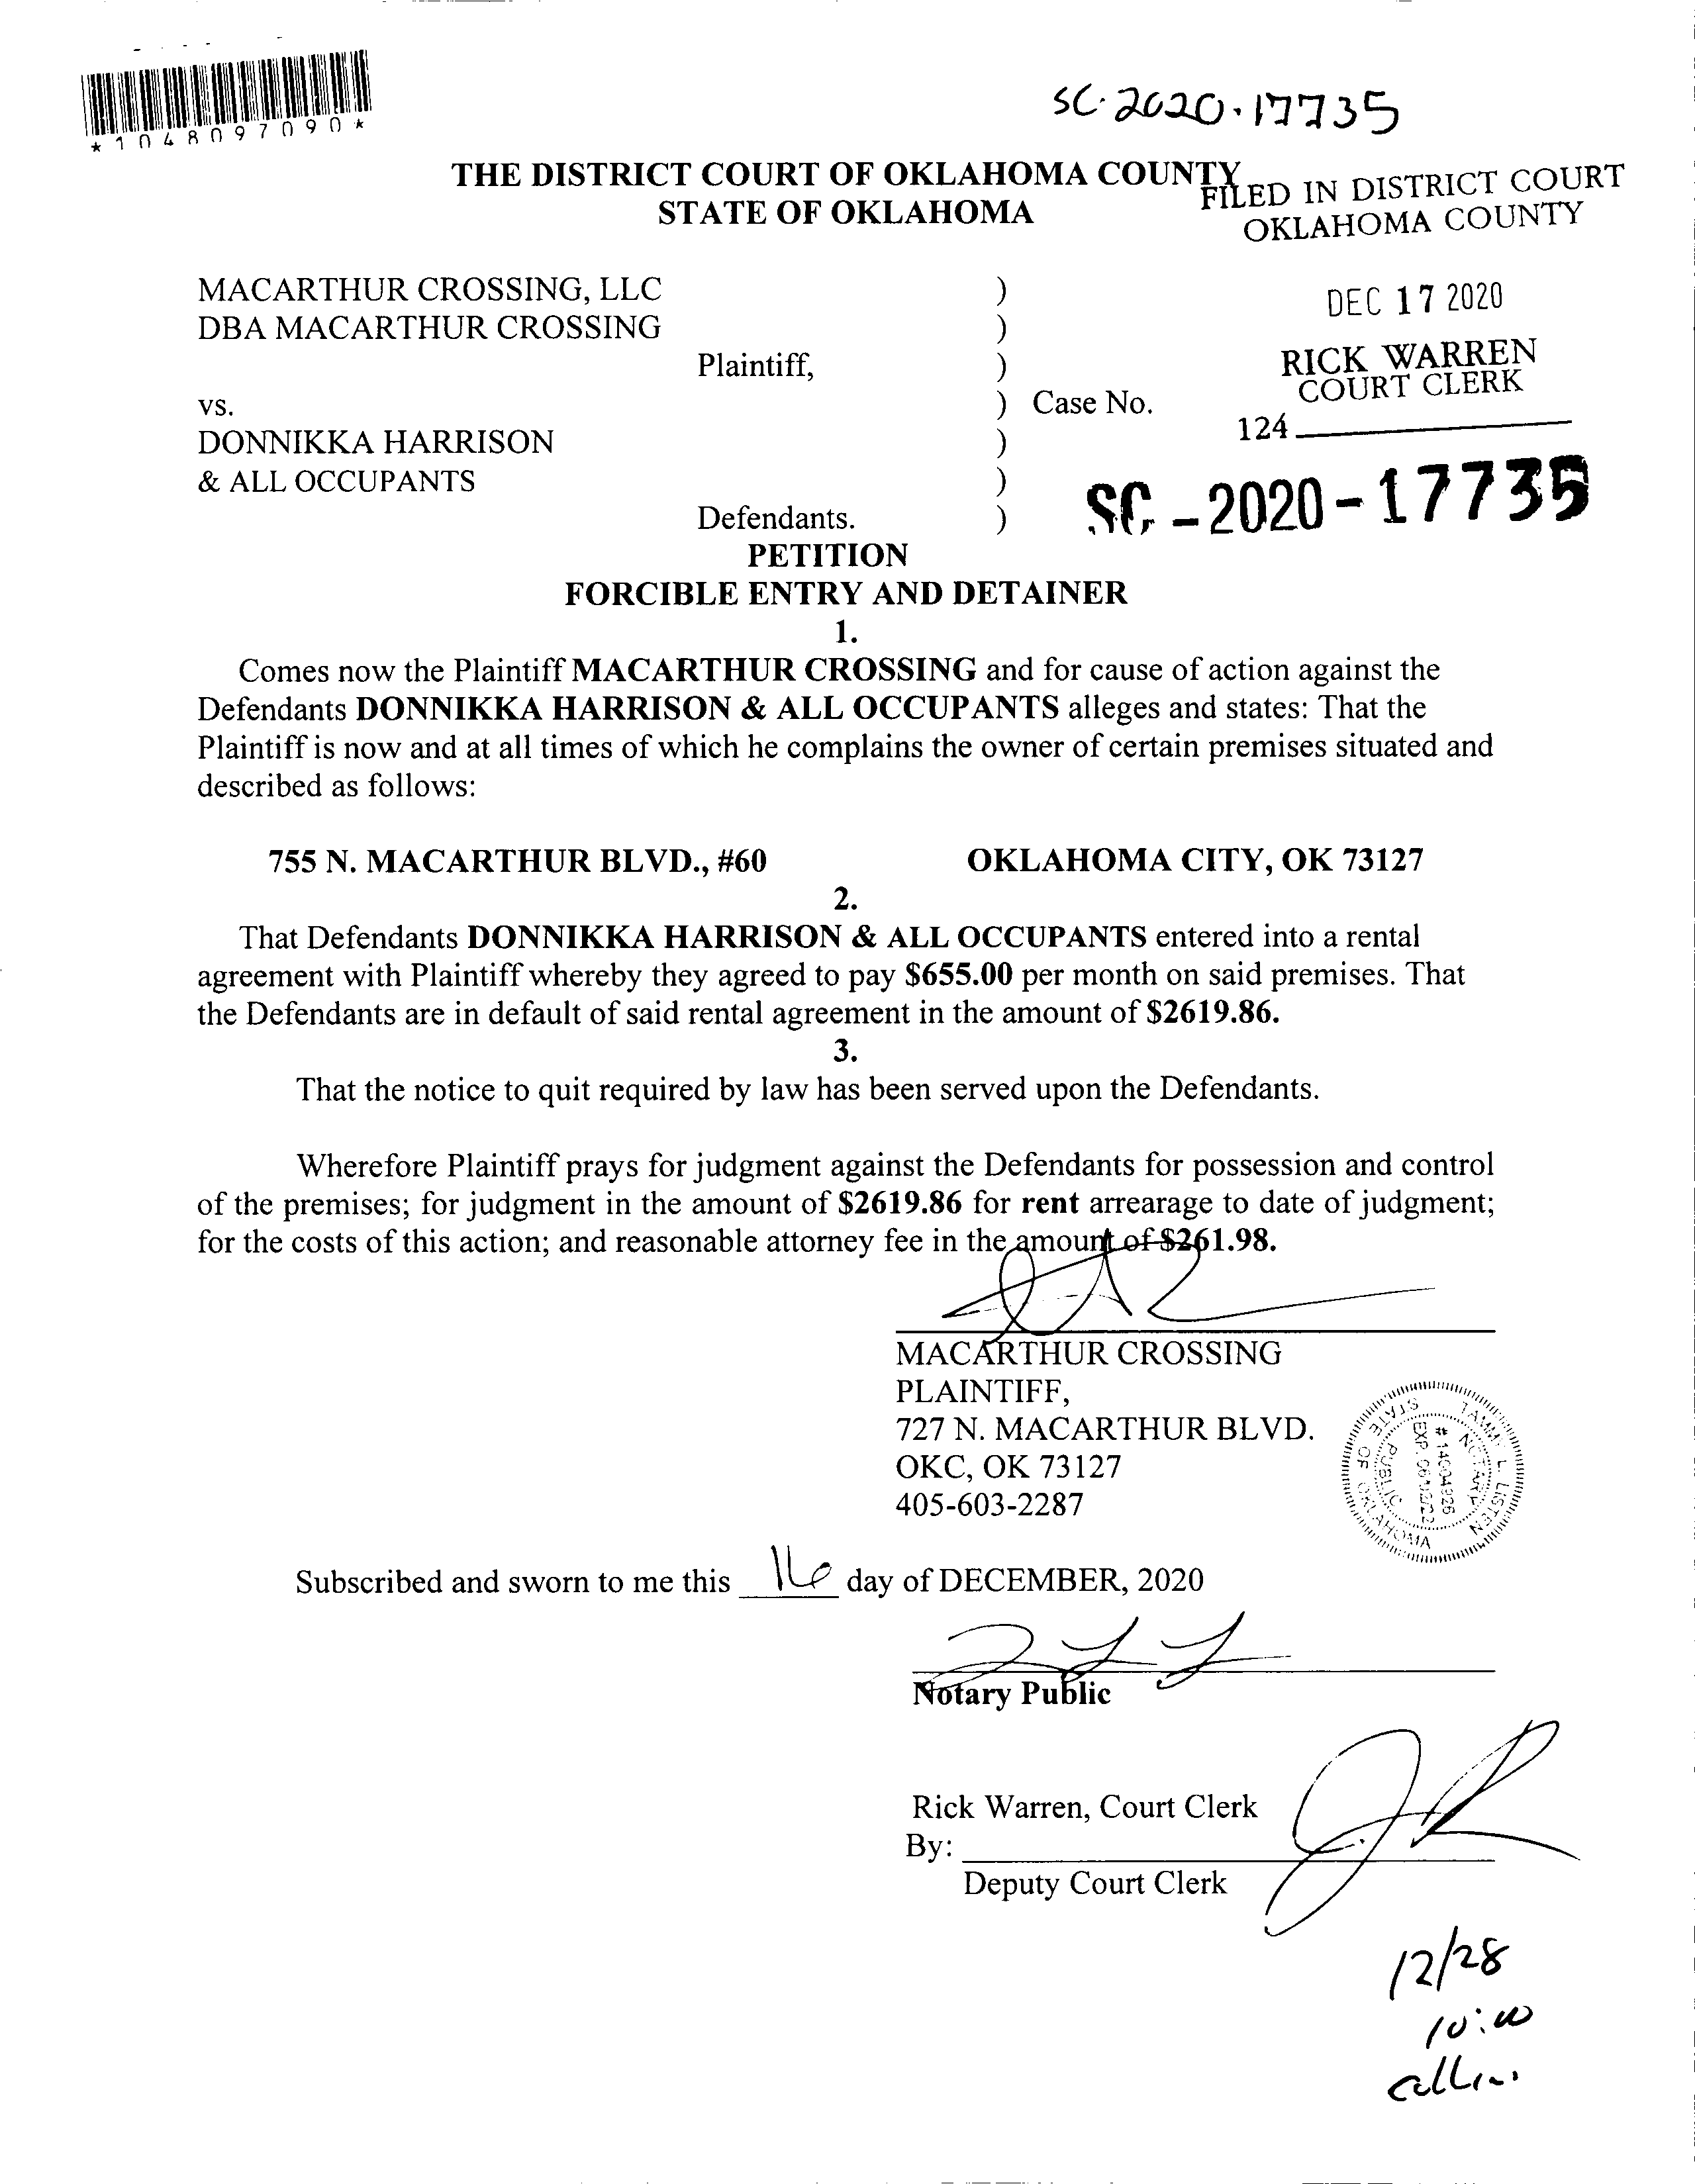 *1048097090*
SC-2020-17735
THE DISTRICT COURT OF OKLAHOMA COUNTY
STATE OF OKLAHOMA
FILED IN DISTRICT COURT
OKLAHOMA COUNTY
MACARTHUR CROSSING, LLC )
DEC 17 2020
DBA MACARTHUR CROSSING )
Plaintiff, )
RICK WARREN
COURT CLERK
vs. ) Case No.
124
DONNIKKA HARRISON )
& ALL OCCUPANTS )
SC-2020-17735
Defendants. )
PETITION
FORCIBLE ENTRY AND DETAINER
1.
Comes now the Plaintiff MACARTHUR CROSSING and for cause of action against the
Defendants DONNIKKA HARRISON & ALL OCCUPANTS alleges and states: That the
Plaintiff is now and at all times of which he complains the owner of certain premises situated and
described as follows:
755 N. MACARTHUR BLVD., #60 OKLAHOMA CITY, OK 73127
2.
That Defendants DONNIKKA HARRISON & ALL OCCUPANTS entered into a rental
agreement with Plaintiff whereby they agreed to pay $655.00 per month on said premises. That
the Defendants are in default of said rental agreement in the amount of $2619.86.
3.
That the notice to quit required by law has been served upon the Defendants.
Wherefore Plaintiff prays for judgment against the Defendants for possession and control
of the premises; for judgment in the amount of $2619.86 for rent arrearage to date of judgment;
for the costs of this action; and reasonable attorney fee in the amount of $261.98.
MACARTHUR CROSSING
PLAINTIFF,
727 N. MACARTHUR BLVD.
OKC, OK 73127
405-603-2287
TAMMY L. LISTEN
NOTARY
# 14004926
EXP.
PUBLIC
STATE OF OKLAHOMA
Subscribed and sworn to me this 16 day of DECEMBER, 2020
Notary Public
Rick Warren, Court Clerk
By:
Deputy Court Clerk
12/28
10:00